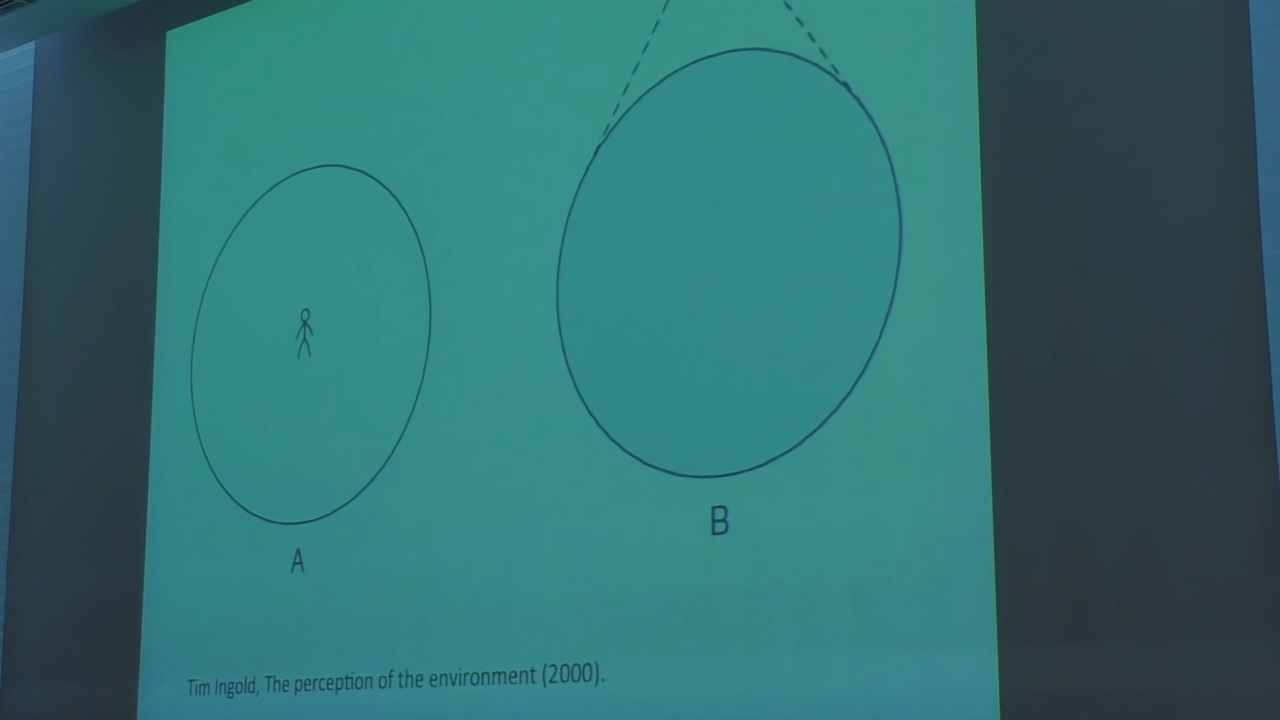 A
B
Tim Ingold, The perception of the environment (2000).